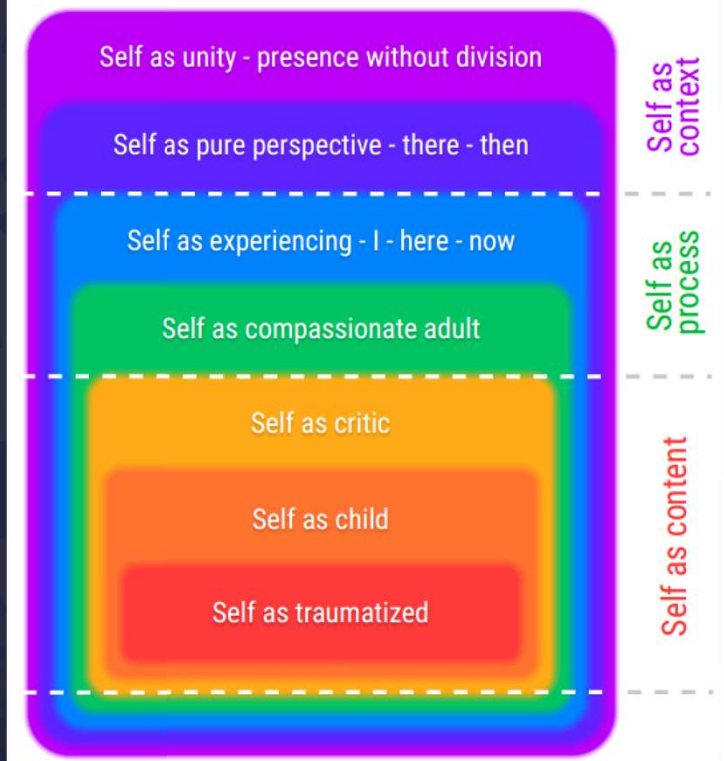 Self as unity - presence without division
Self as pure perspective - there - then
Self as context
Self as experiencing - I - here - now
Self as compassionate adult
Self as process
Self as critic
Self as child
Self as traumatized
Self as content